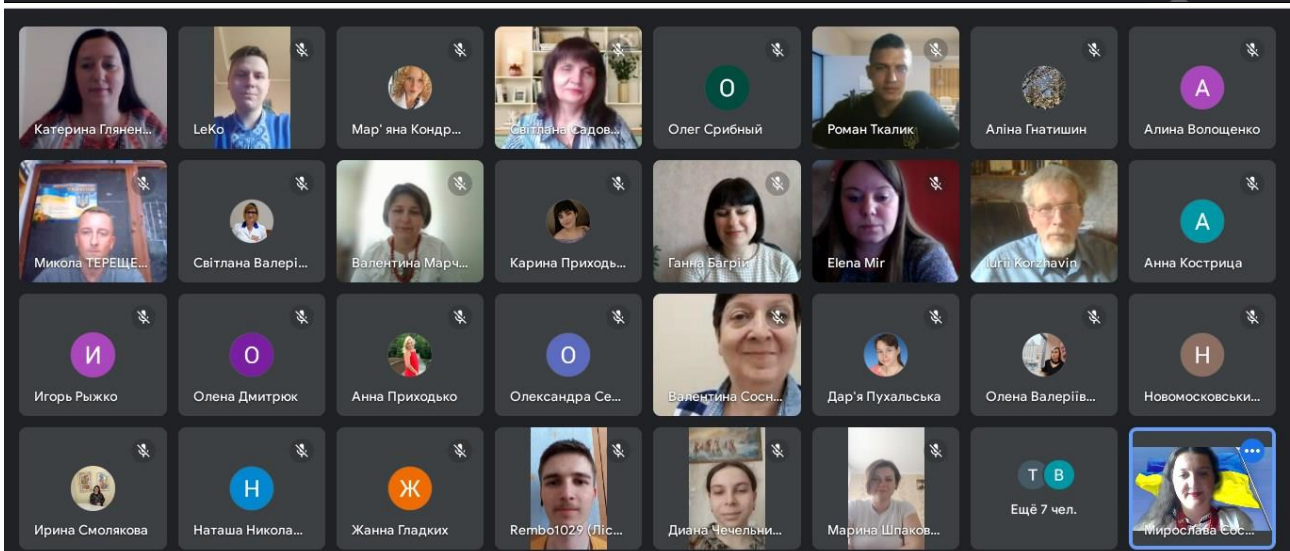 Катерина Глянен...
LeKo
Мар' яна Кондр...
Світлана Садов...
О
Олег Срибный
Роман Ткалик
Аліна Гнатишин
А
Алина Волощенко
Микола ТЕРЕЩЕ...
Світлана Валері...
Валентина Марч...
Карина Приходь...
Ганна Багрій
Elena Mir
Iurii Korzhavin
А
Анна Кострица
И
Игорь Рыжко
О
Олена Дмитрюк
Анна Приходько
О
Олександра Се...
Валентина Сосн...
Дар'я Пухальська
Олена Валеріїв...
Н
Новомосковськи...
Ирина Смолякова
Н
Наташа Никола...
Ж
Жанна Гладких
Rembo1029 (Ліс...
Диана Чечельни...
Марина Шпаков...
Т В
Ещё 7 чел.
Мирослава Сос...